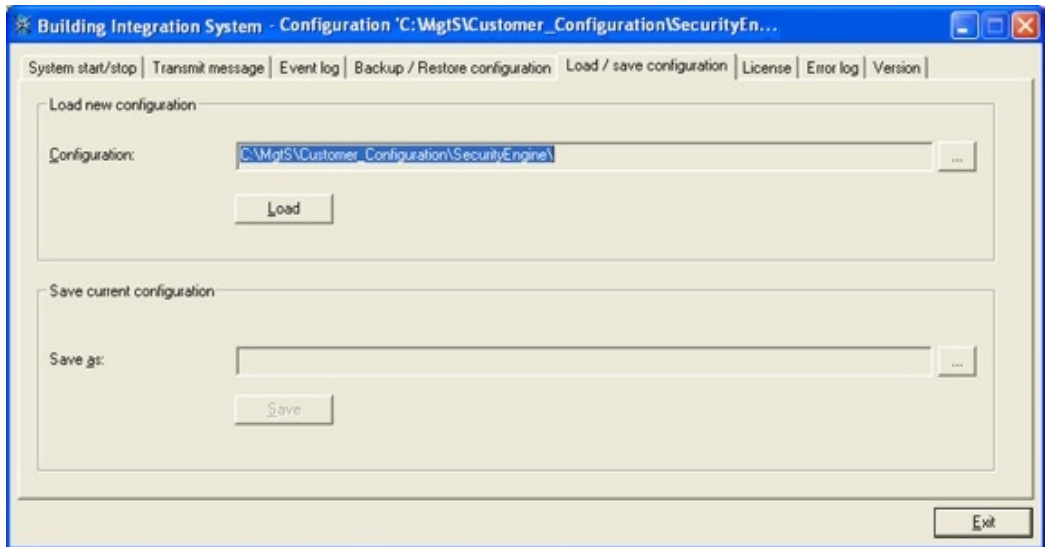 Building Integration System - Configuration 'C:\MgtS\Customer_Configuration\SecurityEn...
System start/stop Transmit message Event log Backup / Restore configuration Load / save configuration License Error log Version
Load new configuration
Configuration: C:\MgtS\Customer_Configuration\SecurityEngine\ ...
Load
Save current configuration
Save as: ...
Save
Exit